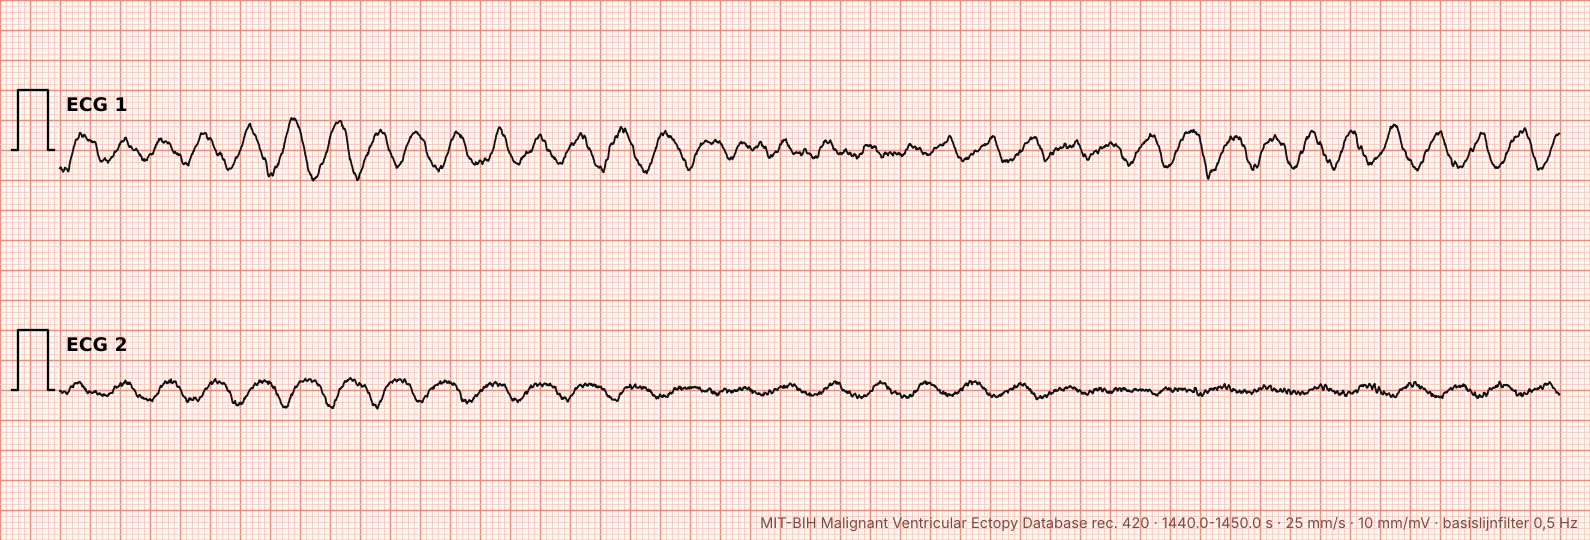 ECG 1
ECG 2
MIT-BIH Malignant Ventricular Ectopy Database rec. 420 · 1440.0-1450.0 s · 25 mm/s · 10 mm/mV · basislijnfilter 0,5 Hz